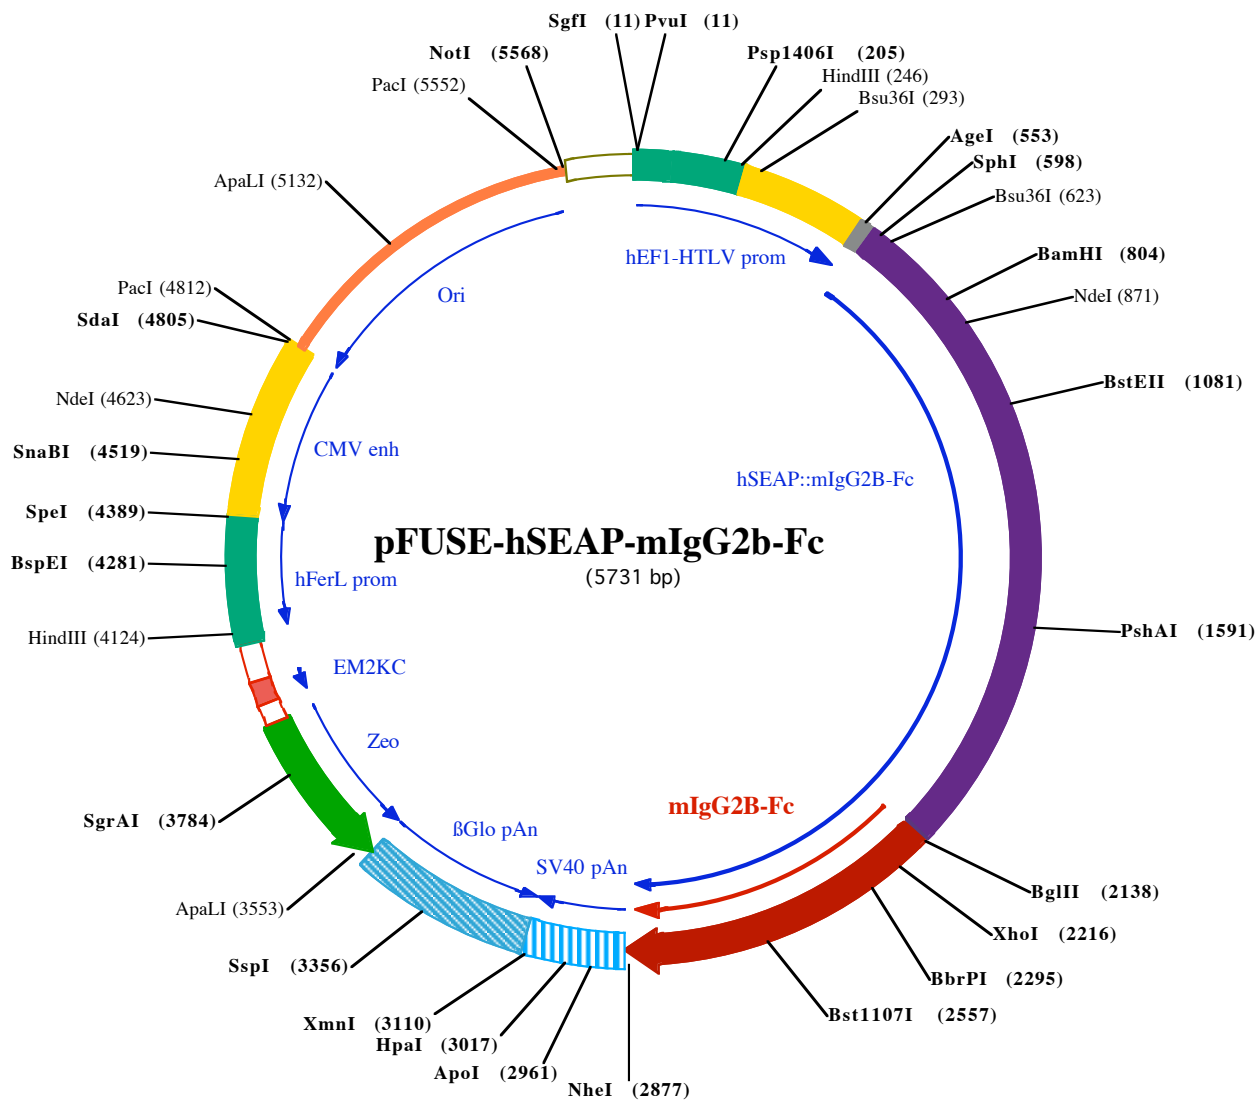 SgfI (11) PvuI (11)
NotI (5568)
Psp1406I (205)
PacI (5552)
HindIII (246)
Bsu36I (293)
AgeI (553)
SphI (598)
ApaLI (5132)
Bsu36I (623)
hEF1-HTLV prom
BamHI (804)
Ori
PacI (4812)
NdeI (871)
SdaI (4805)
BstEII (1081)
NdeI (4623)
CMV enh
SnaBI (4519)
hSEAP::mIgG2B-Fc
SpeI (4389)
pFUSE-hSEAP-mIgG2b-Fc
(5731 bp)
BspEI (4281)
hFerL prom
HindIII (4124)
PshAI (1591)
EM2KC
Zeo
mIgG2B-Fc
SgrAI (3784)
ßGlo pAn
SV40 pAn
BglII (2138)
ApaLI (3553)
XhoI (2216)
SspI (3356)
BbrPI (2295)
Bst1107I (2557)
XmnI (3110)
HpaI (3017)
ApoI (2961)
NheI (2877)